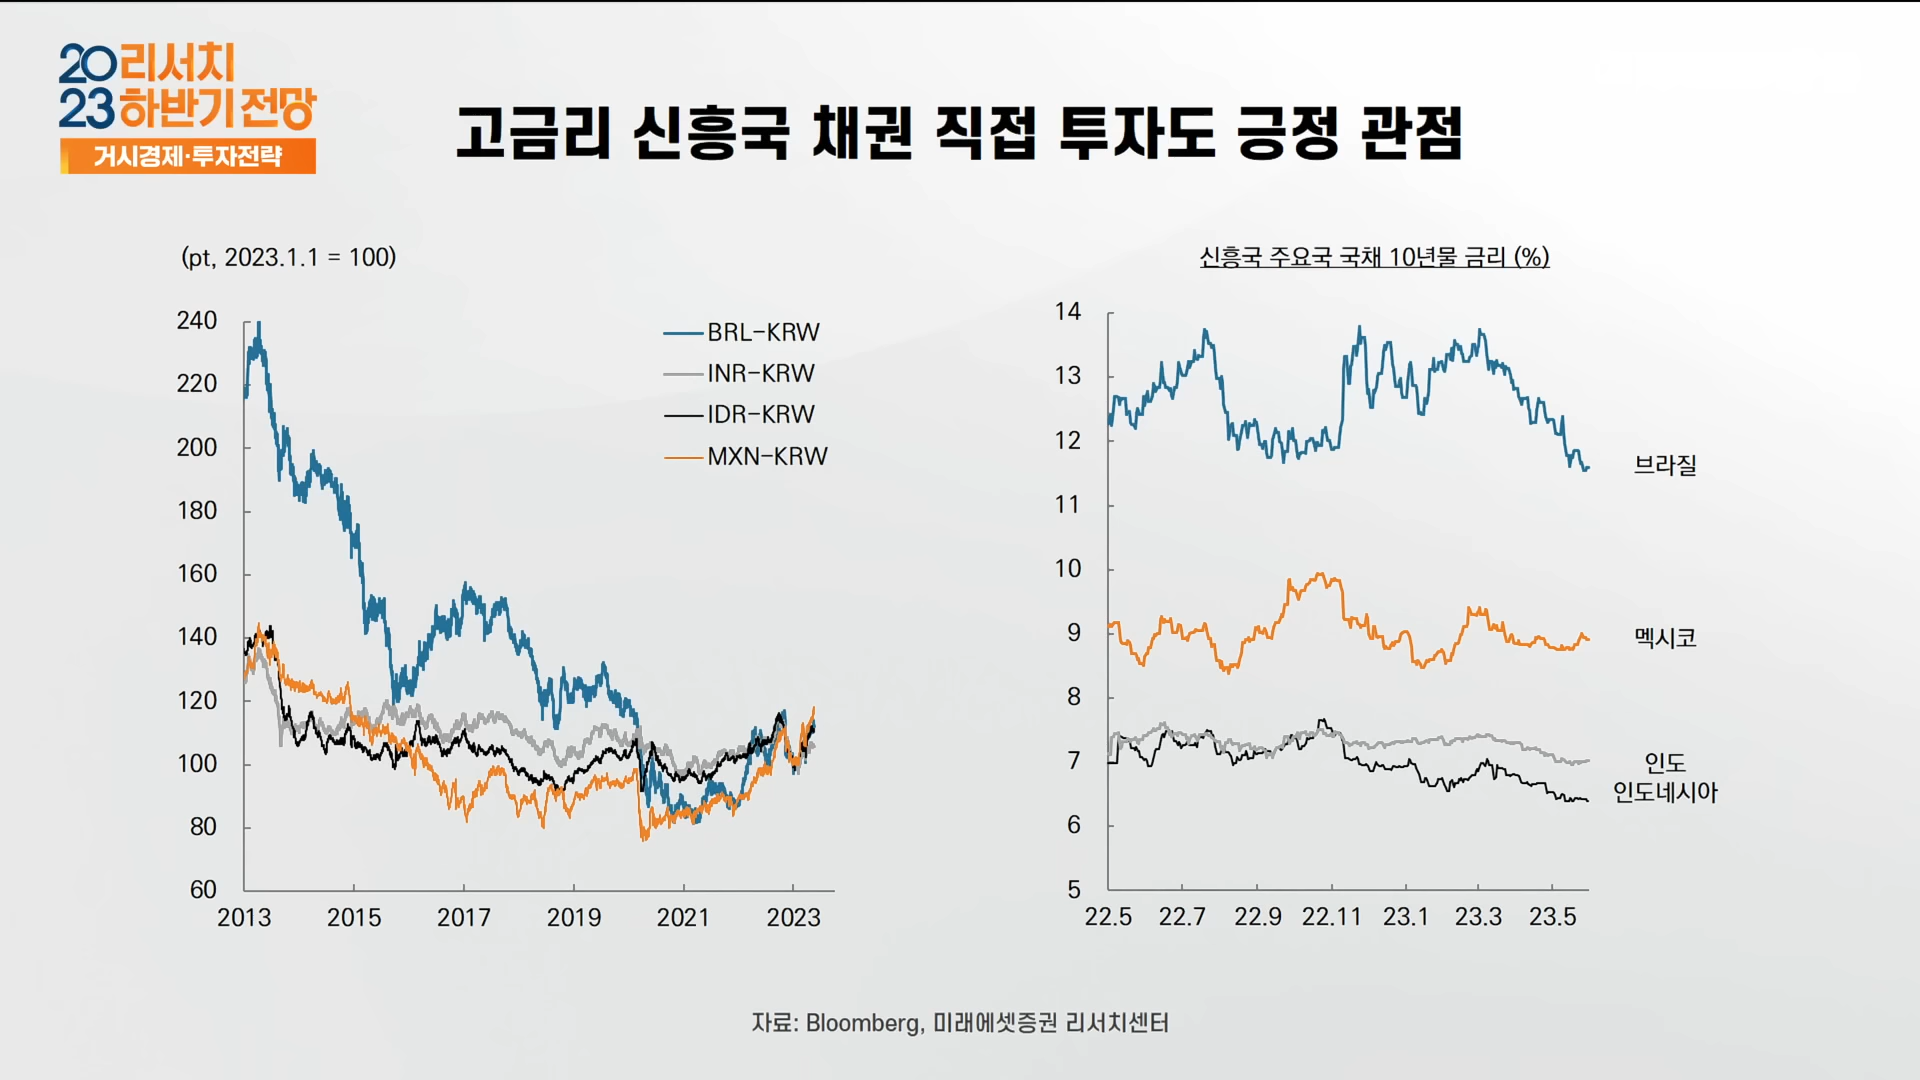 2023 리서치 하반기 전망
거시경제·투자전략
고금리 신흥국 채권 직접 투자도 긍정 관점
(pt, 2023.1.1 = 100)
240
220
200
180
160
140
120
100
80
60
2013 2015 2017 2019 2021 2023
BRL-KRW
INR-KRW
IDR-KRW
MXN-KRW
신흥국 주요국 국채 10년물 금리 (%)
14
13
12
11
10
9
8
7
6
5
22.5 22.7 22.9 22.11 23.1 23.3 23.5
브라질
멕시코
인도
인도네시아
자료: Bloomberg, 미래에셋증권 리서치센터